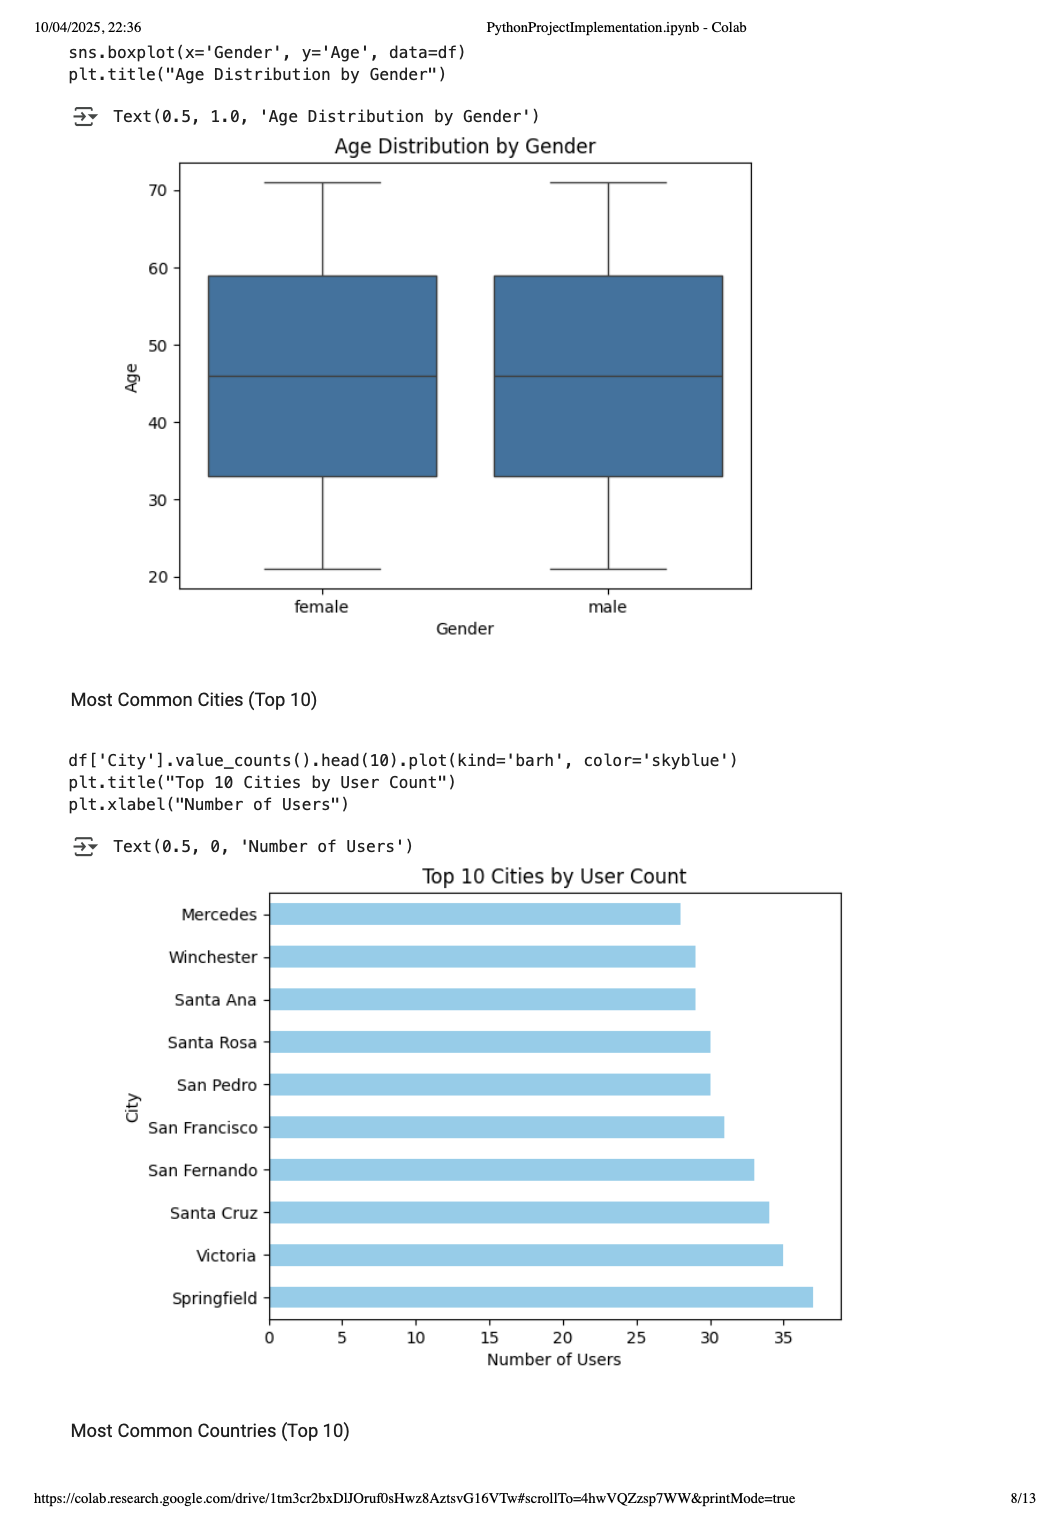 10/04/2025, 22:36 PythonProjectImplementation.ipynb - Colab
sns.boxplot(x='Gender', y='Age', data=df)
plt.title("Age Distribution by Gender")
Text(0.5, 1.0, 'Age Distribution by Gender')
Age Distribution by Gender
70
60
50
40
30
20
Age
female male
Gender
Most Common Cities (Top 10)
df['City'].value_counts().head(10).plot(kind='barh', color='skyblue')
plt.title("Top 10 Cities by User Count")
plt.xlabel("Number of Users")
Text(0.5, 0, 'Number of Users')
Top 10 Cities by User Count
Mercedes
Winchester
Santa Ana
Santa Rosa
San Pedro
City
San Francisco
San Fernando
Santa Cruz
Victoria
Springfield
0 5 10 15 20 25 30 35
Number of Users
Most Common Countries (Top 10)
https://colab.research.google.com/drive/1tm3cr2bxDlJOruf0sHwz8AztsvG16VTw#scrollTo=4hwVQZzsp7WW&printMode=true 8/13